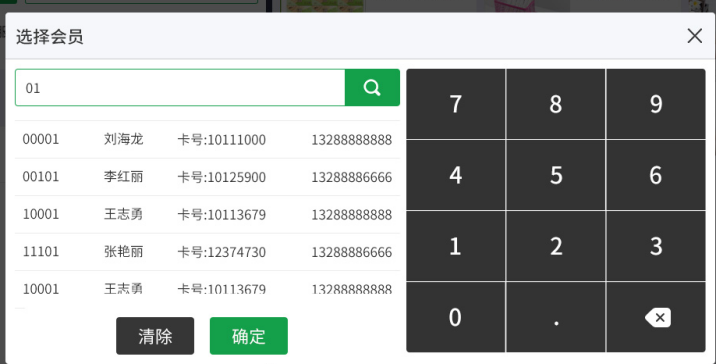 选择会员
01
00001 刘海龙 卡号:10111000 13288888888
00101 李红丽 卡号:10125900 13288886666
10001 王志勇 卡号:10113679 13288888888
11101 张艳丽 卡号:12374730 13288886666
10001 王志勇 卡号:10113679 13288888888
清除 确定
7 8 9
4 5 6
1 2 3
0 .